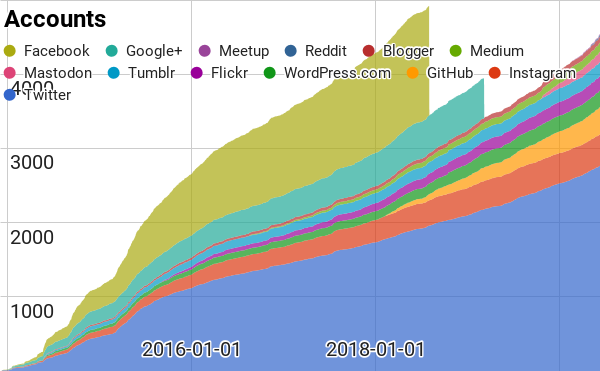 Accounts
Facebook Google+ Meetup Reddit Blogger Medium
Mastodon Tumblr Flickr WordPress.com GitHub Instagram
4000
Twitter
3000
2000
1000
2016-01-01 2018-01-01